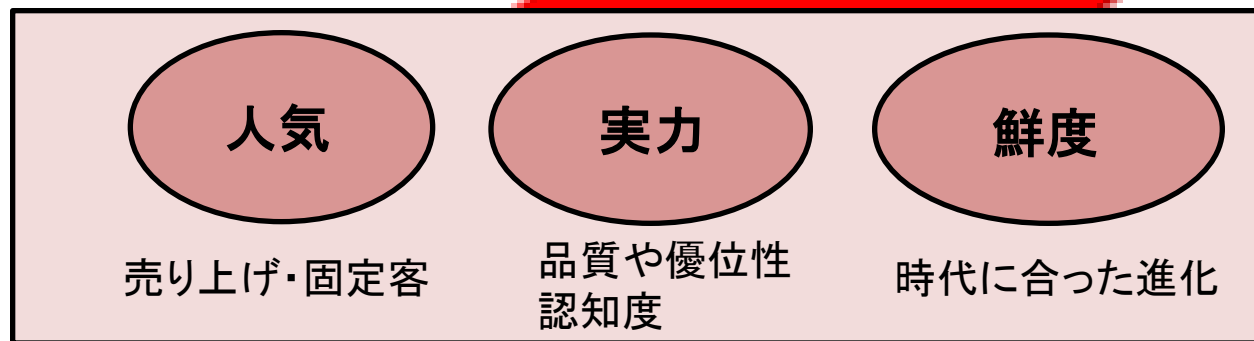 人気
実力
鮮度
売り上げ・固定客
品質や優位性
認知度
時代に合った進化